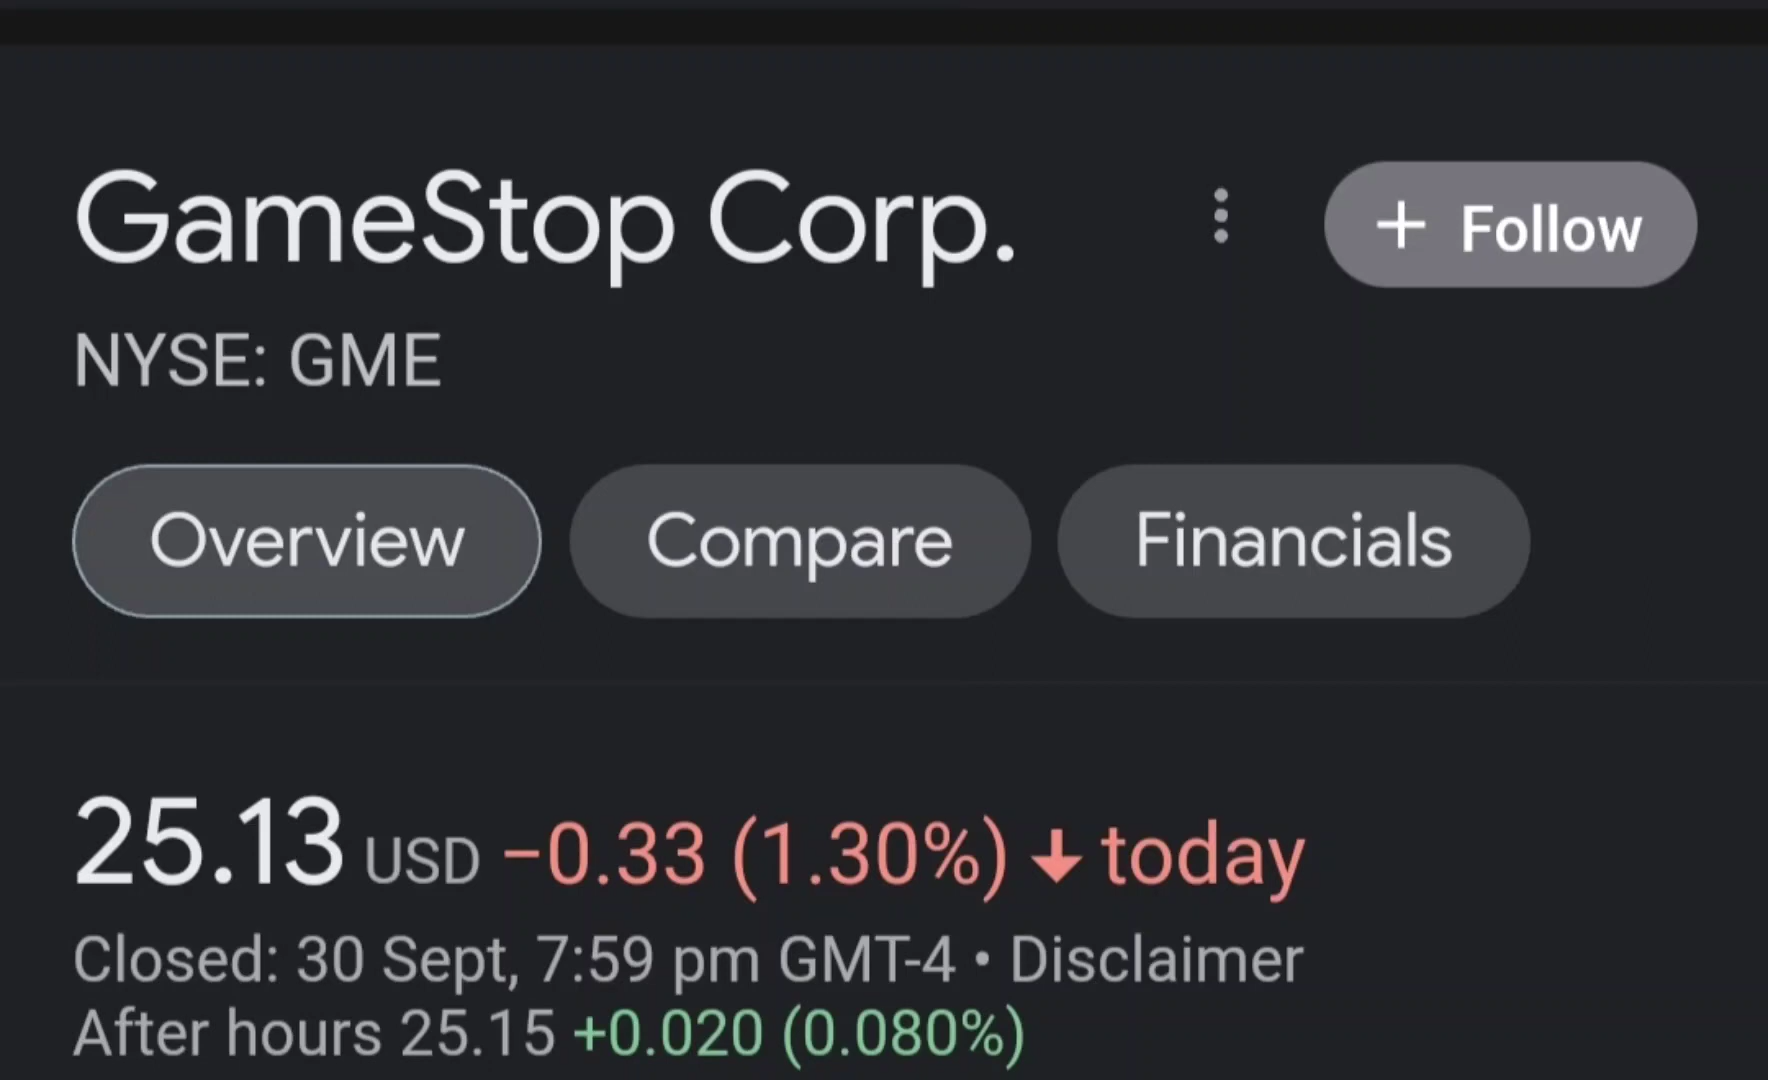 GameStop Corp.
+ Follow
NYSE: GME
Overview Compare Financials
25.13 USD −0.33 (1.30%) ↓ today
Closed: 30 Sept, 7:59 pm GMT-4 • Disclaimer
After hours 25.15 +0.020 (0.080%)